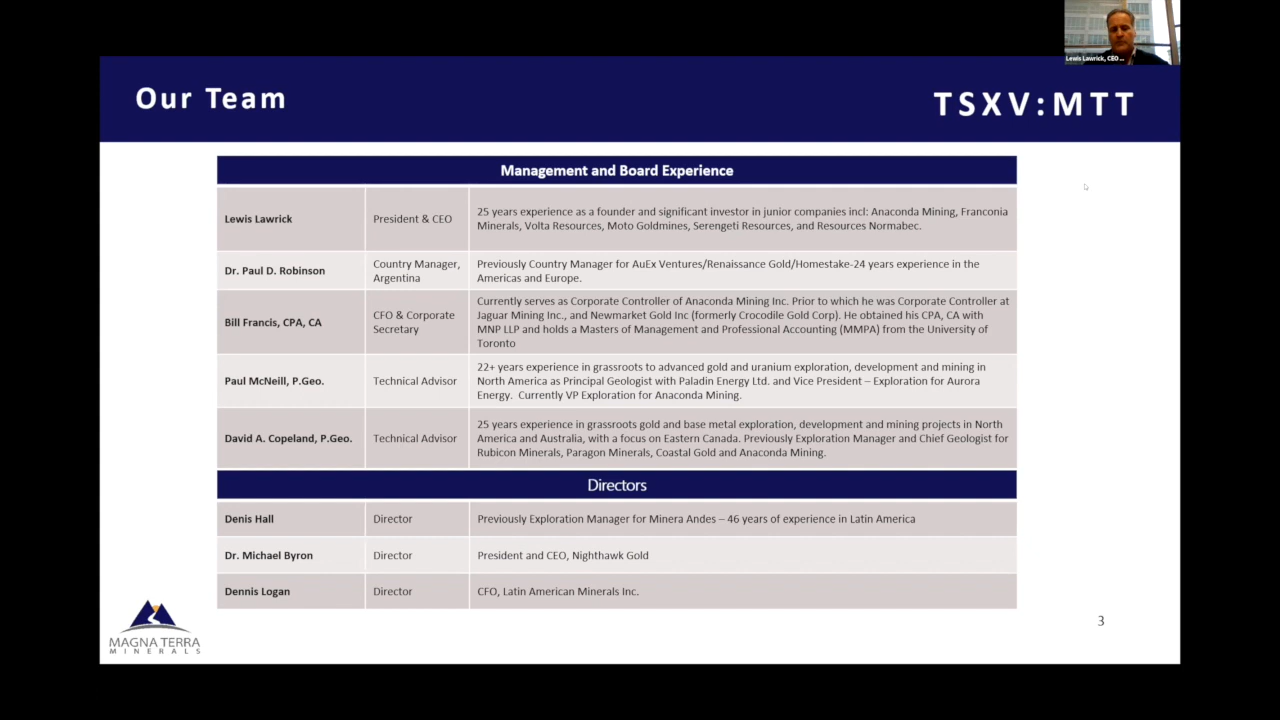 Lewis Lawrick, CEO ...
Our Team
TSXV:MTT
Management and Board Experience
Lewis Lawrick
President & CEO
25 years experience as a founder and significant investor in junior companies incl: Anaconda Mining, Franconia
Minerals, Volta Resources, Moto Goldmines, Serengeti Resources, and Resources Normabec.
Dr. Paul D. Robinson
Country Manager,
Argentina
Previously Country Manager for AuEx Ventures/Renaissance Gold/Homestake-24 years experience in the
Americas and Europe.
Bill Francis, CPA, CA
CFO & Corporate
Secretary
Currently serves as Corporate Controller of Anaconda Mining Inc. Prior to which he was Corporate Controller at
Jaguar Mining Inc., and Newmarket Gold Inc (formerly Crocodile Gold Corp). He obtained his CPA, CA with
MNP LLP and holds a Masters of Management and Professional Accounting (MMPA) from the University of
Toronto
Paul McNeill, P.Geo.
Technical Advisor
22+ years experience in grassroots to advanced gold and uranium exploration, development and mining in
North America as Principal Geologist with Paladin Energy Ltd. and Vice President – Exploration for Aurora
Energy.  Currently VP Exploration for Anaconda Mining.
David A. Copeland, P.Geo.
Technical Advisor
25 years experience in grassroots gold and base metal exploration, development and mining projects in North
America and Australia, with a focus on Eastern Canada. Previously Exploration Manager and Chief Geologist for
Rubicon Minerals, Paragon Minerals, Coastal Gold and Anaconda Mining.
Directors
Denis Hall
Director
Previously Exploration Manager for Minera Andes – 46 years of experience in Latin America
Dr. Michael Byron
Director
President and CEO, Nighthawk Gold
Dennis Logan
Director
CFO, Latin American Minerals Inc.
MAGNA TERRA
MINERALS
3